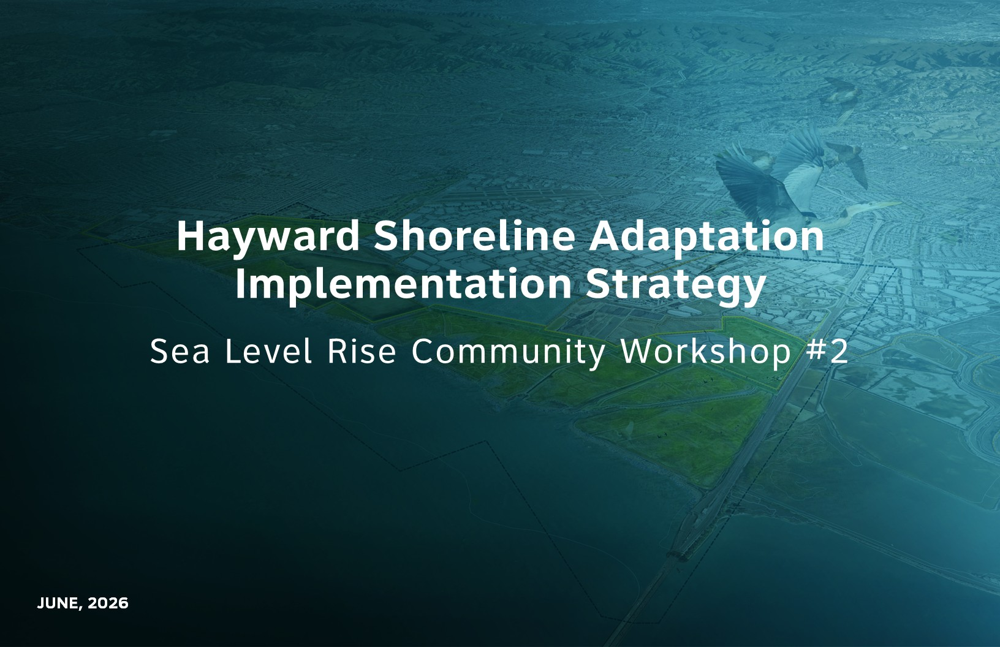 Hayward Shoreline Adaptation
Implementation Strategy
Sea Level Rise Community Workshop #2
JUNE, 2026